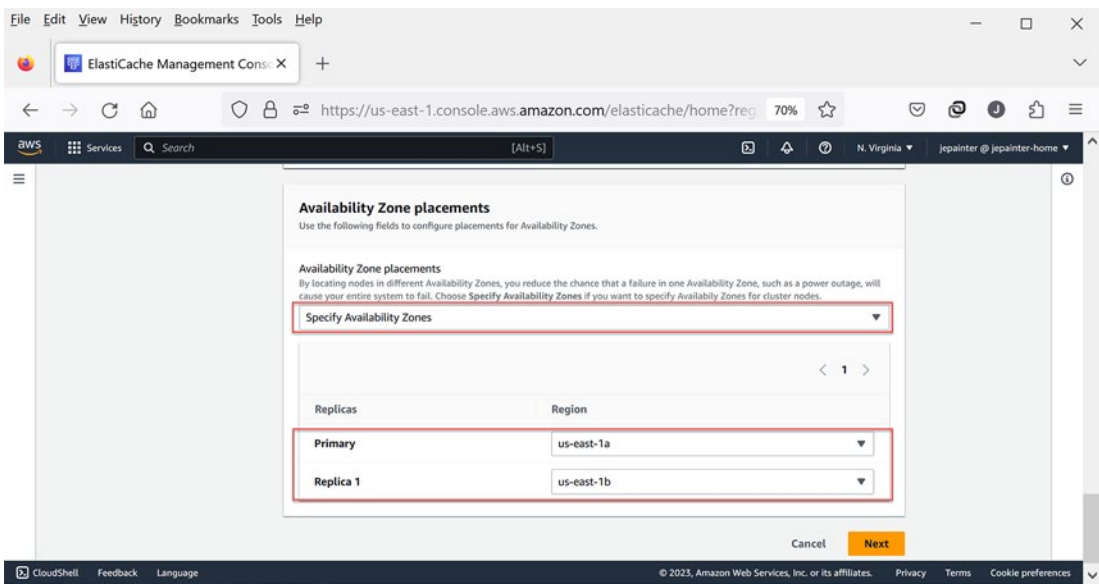 File Edit View History Bookmarks Tools Help
ElastiCache Management Consc
https://us-east-1.console.aws.amazon.com/elasticache/home?reg 70% J
aws Services Search [Alt+S] N. Virginia jepainter @ jepainter-home
Availability Zone placements
Use the following fields to configure placements for Availability Zones.
Availability Zone placements
By locating nodes in different Availability Zones, you reduce the chance that a failure in one Availability Zone, such as a power outage, will
cause your entire system to fail. Choose Specify Availability Zones if you want to specify Availabily Zones for cluster nodes.
Specify Availability Zones
1
Replicas Region
Primary us-east-1a
Replica 1 us-east-1b
Cancel Next
CloudShell Feedback Language © 2023, Amazon Web Services, Inc. or its affiliates. Privacy Terms Cookie preferences